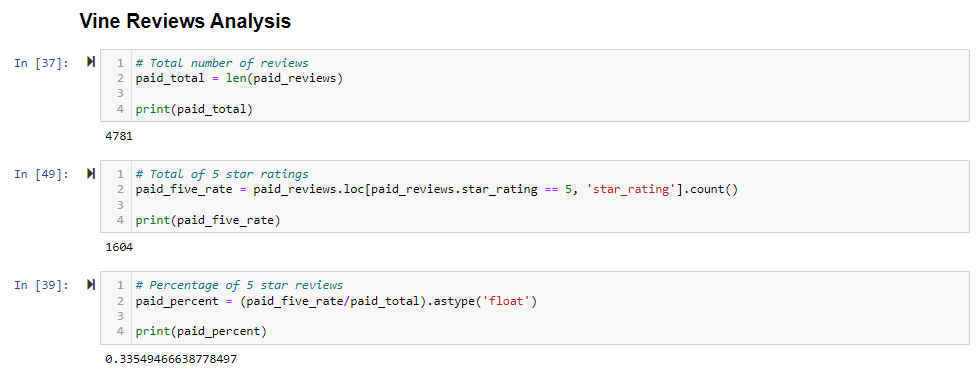 Vine Reviews Analysis
In [37]:
1 # Total number of reviews
2 paid_total = len(paid_reviews)
3
4 print(paid_total)
4781
In [49]:
1 # Total of 5 star ratings
2 paid_five_rate = paid_reviews.loc[paid_reviews.star_rating == 5, 'star_rating'].count()
3
4 print(paid_five_rate)
1604
In [39]:
1 # Percentage of 5 star reviews
2 paid_percent = (paid_five_rate/paid_total).astype('float')
3
4 print(paid_percent)
0.33549466638778497